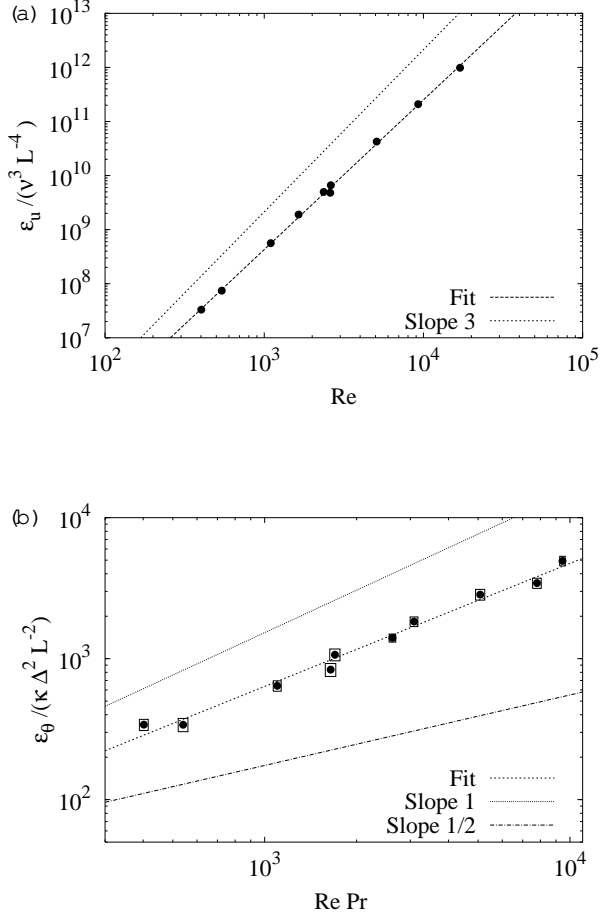 (a)
10^13
10^12
10^11
10^10
10^9
10^8
10^7
ε_u /(ν^3 L^-4)
Fit
Slope 3
10^2
10^3
10^4
10^5
Re
(b)
10^4
10^3
10^2
ε_θ /(κ Δ^2 L^-2)
Fit
Slope 1
Slope 1/2
10^3
10^4
Re Pr